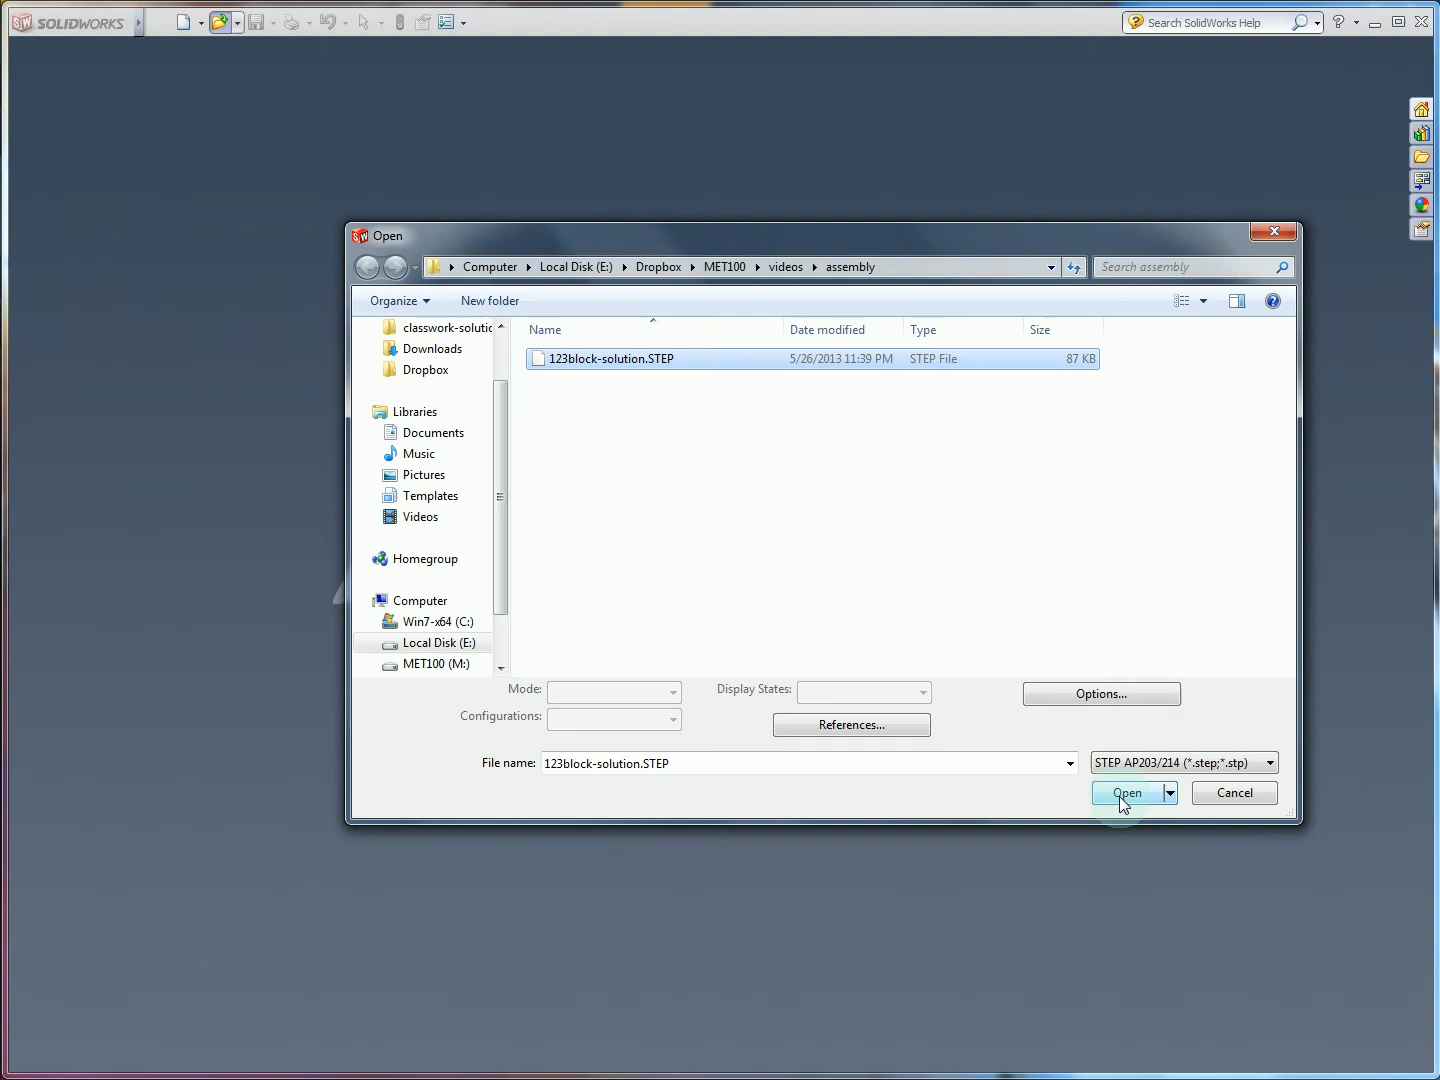 SOLIDWORKS
Search SolidWorks Help
Open
Computer
Local Disk (E:)
Dropbox
MET100
videos
assembly
Search assembly
Organize
New folder
Name
Date modified
Type
Size
classwork-solutic
Downloads
Dropbox
Libraries
Documents
Music
Pictures
Templates
Videos
Homegroup
Computer
Win7-x64 (C:)
Local Disk (E:)
MET100 (M:)
123block-solution.STEP
5/26/2013 11:39 PM
STEP File
87 KB
Mode:
Display States:
Options...
Configurations:
References...
File name:
123block-solution.STEP
STEP AP203/214 (*.step;*.stp)
Open
Cancel